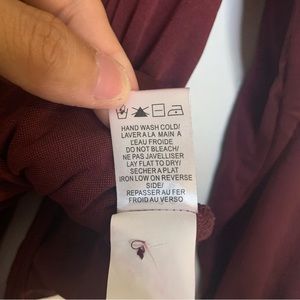 HAND WASH COLD/
LAVER A LA MAIN A
L'EAU FROIDE
DO NOT BLEACH/
NE PAS JAVELLISER
LAY FLAT TO DRY/
SECHER A PLAT
IRON LOW ON REVERSE
SIDE/
REPASSER AU FER
FROID AU VERSO